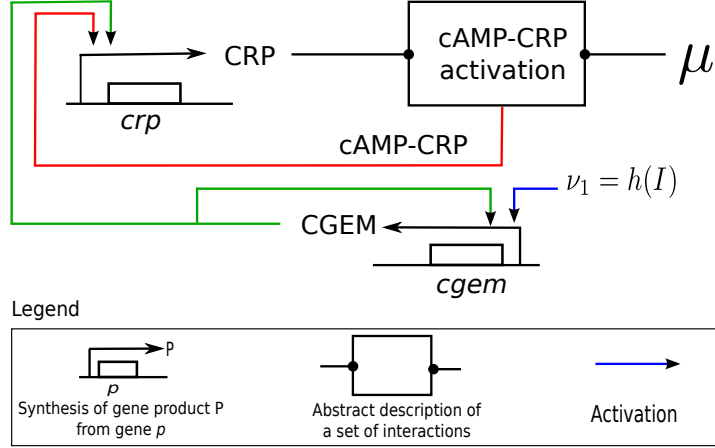 CRP
cAMP-CRP
activation
μ
crp
cAMP-CRP
ν₁ = h(I)
CGEM
cgem
Legend
P
p
Synthesis of gene product P
from gene p
Abstract description of
a set of interactions
Activation